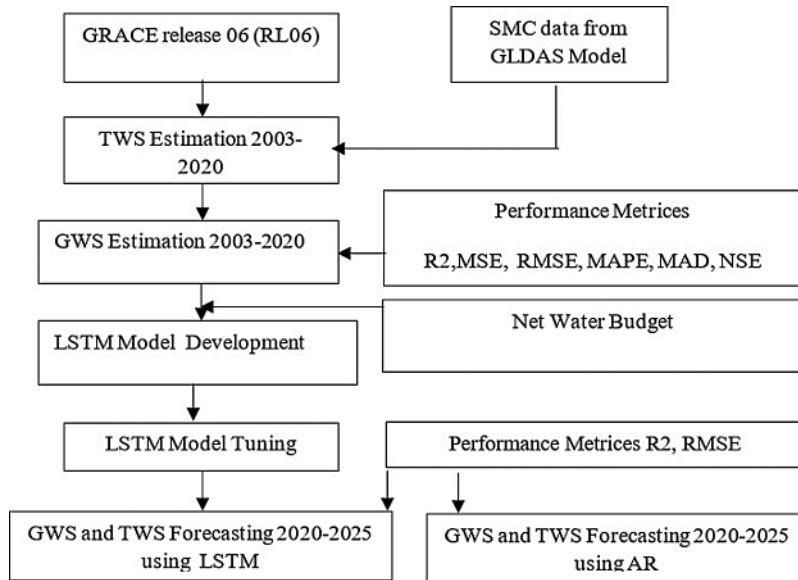 GRACE release 06 (RL06)
SMC data from
GLDAS Model
TWS Estimation 2003-
2020
GWS Estimation 2003-2020
Performance Metrices
R2,MSE, RMSE, MAPE, MAD, NSE
Net Water Budget
LSTM Model Development
LSTM Model Tuning
Performance Metrices R2, RMSE
GWS and TWS Forecasting 2020-2025
using LSTM
GWS and TWS Forecasting 2020-2025
using AR